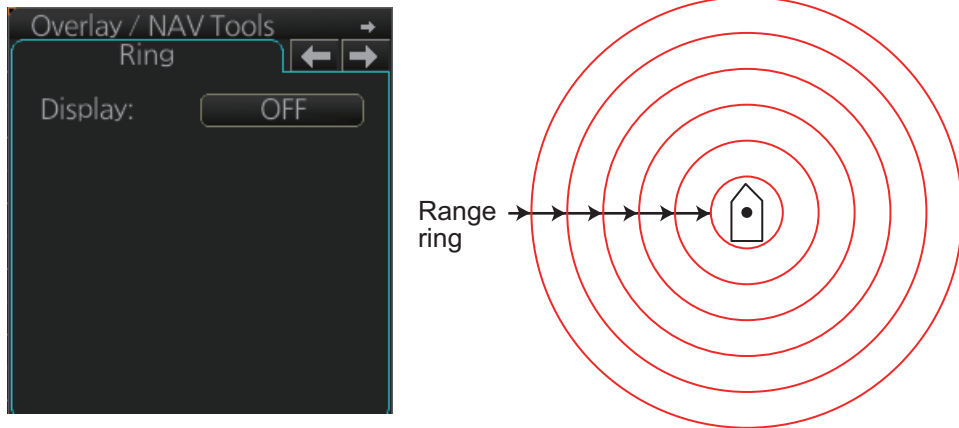 Overlay / NAV Tools
Ring
Display: OFF
Range
ring